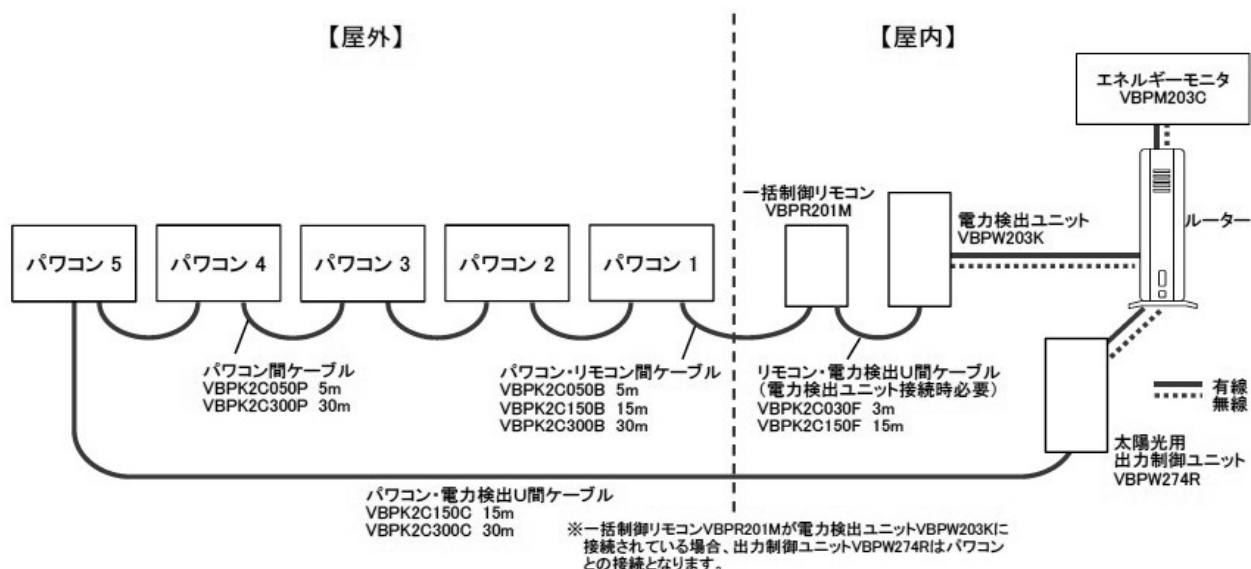 【屋外】
【屋内】
エネルギーモニタ
VBPM203C
一括制御リモコン
VBPR201M
電力検出ユニット
VBPW203K
ルーター
パワコン 5
パワコン 4
パワコン 3
パワコン 2
パワコン 1
パワコン間ケーブル
VBPK2C050P 5m
VBPK2C300P 30m
パワコン・リモコン間ケーブル
VBPK2C050B 5m
VBPK2C150B 15m
VBPK2C300B 30m
リモコン・電力検出U間ケーブル
(電力検出ユニット接続時必要)
VBPK2C030F 3m
VBPK2C150F 15m
有線
無線
太陽光用
出力制御ユニット
VBPW274R
パワコン・電力検出U間ケーブル
VBPK2C150C 15m
VBPK2C300C 30m
※一括制御リモコンVBPR201Mが電力検出ユニットVBPW203Kに
接続されている場合、出力制御ユニットVBPW274Rはパワコン
との接続となります。